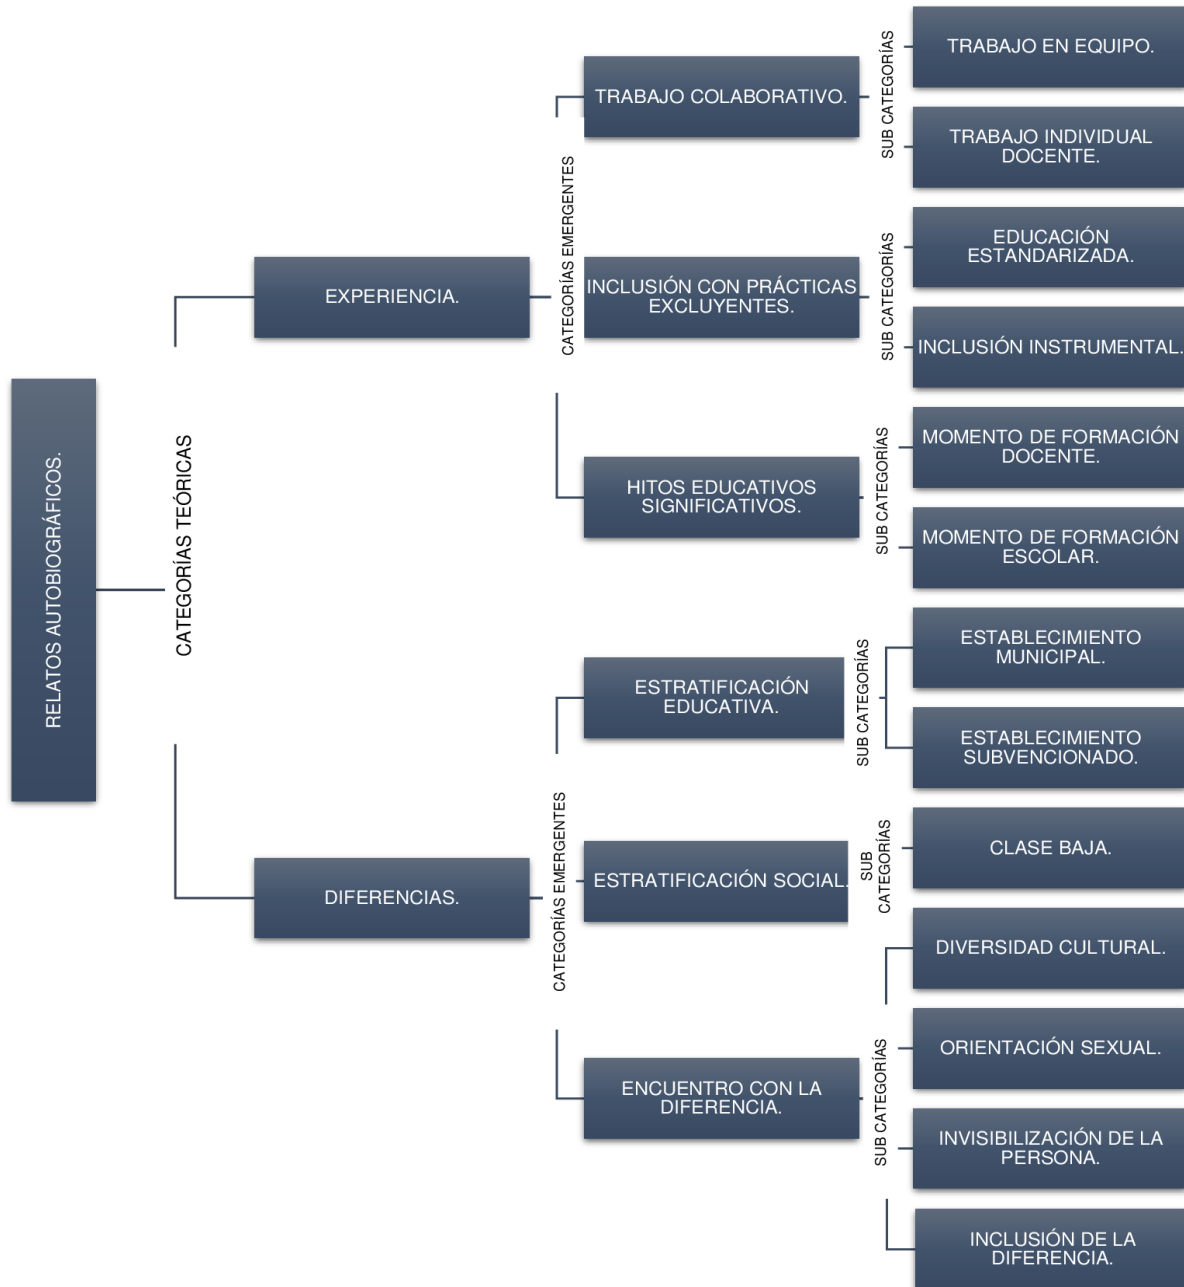 RELATOS AUTOBIOGRÁFICOS.
CATEGORÍAS TEÓRICAS
EXPERIENCIA.
CATEGORÍAS EMERGENTES
TRABAJO COLABORATIVO.
SUB CATEGORÍAS
TRABAJO EN EQUIPO.
TRABAJO INDIVIDUAL
DOCENTE.
INCLUSIÓN CON PRÁCTICAS
EXCLUYENTES.
SUB CATEGORÍAS
EDUCACIÓN
ESTANDARIZADA.
INCLUSIÓN INSTRUMENTAL.
HITOS EDUCATIVOS
SIGNIFICATIVOS.
SUB CATEGORÍAS
MOMENTO DE FORMACIÓN
DOCENTE.
MOMENTO DE FORMACIÓN
ESCOLAR.
DIFERENCIAS.
CATEGORÍAS EMERGENTES
ESTRATIFICACIÓN
EDUCATIVA.
SUB CATEGORÍAS
ESTABLECIMIENTO
MUNICIPAL.
ESTABLECIMIENTO
SUBVENCIONADO.
ESTRATIFICACIÓN SOCIAL.
SUB
CATEGORÍAS
CLASE BAJA.
ENCUENTRO CON LA
DIFERENCIA.
SUB CATEGORÍAS
DIVERSIDAD CULTURAL.
ORIENTACIÓN SEXUAL.
INVISIBILIZACIÓN DE LA
PERSONA.
INCLUSIÓN DE LA
DIFERENCIA.